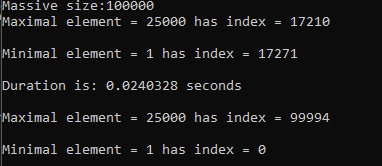 Massive size:100000
Maximal element = 25000 has index = 17210
Minimal element = 1 has index = 17271
Duration is: 0.0240328 seconds
Maximal element = 25000 has index = 99994
Minimal element = 1 has index = 0